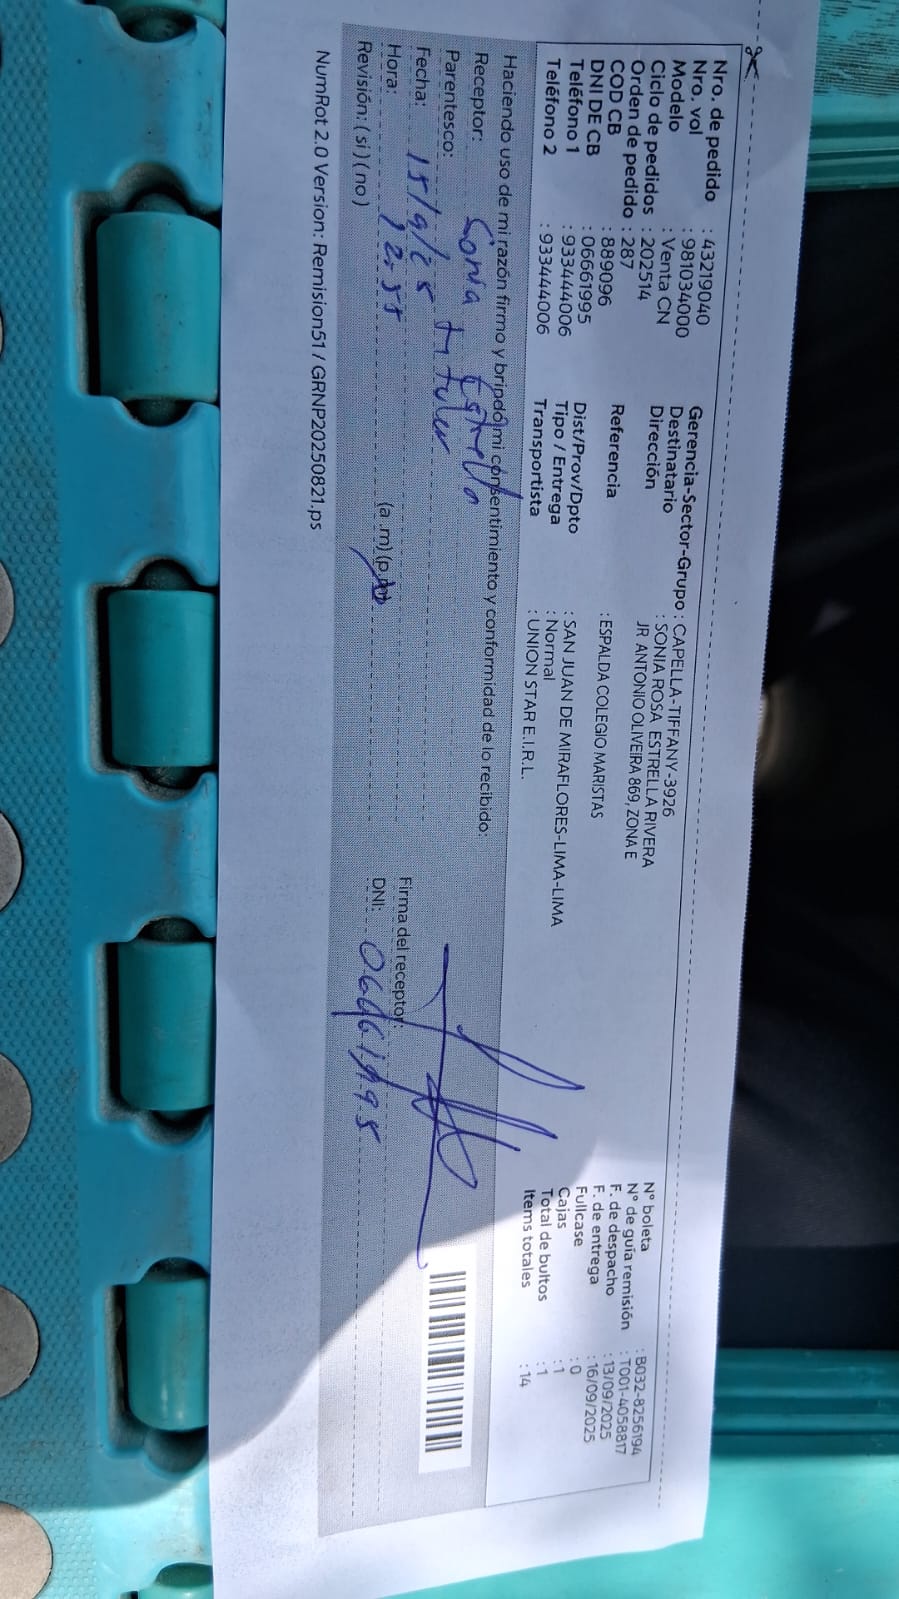 Nro. de pedido : 43219040
Nro. vol : 981034000
Modelo : Venta CN
Ciclo de pedidos : 202514
Orden de pedido : 287
COD CB : 889096
DNI DE CB : 06661995
Teléfono 1 : 933444006
Teléfono 2 : 933444006
Gerencia-Sector-Grupo : CAPELLA-TIFFANY-3926
Destinatario : SONIA ROSA ESTRELLA RIVERA
Dirección JR ANTONIO OLIVEIRA 869, ZONA E
Referencia : ESPALDA COLEGIO MARISTAS
Dist/Prov/Dpto : SAN JUAN DE MIRAFLORES-LIMA-LIMA
Tipo / Entrega : Normal
Transportista : UNION STAR E.I.R.L.
N° boleta : B032-8256194
N° de guía remisión : T001-4058817
F. de despacho : 13/09/2025
F. de entrega : 16/09/2025
Fullcase : 0
Cajas : 1
Total de bultos : 1
Items totales : 14
Haciendo uso de mi razón firmo y brindo mi consentimiento y conformidad de lo recibido:
Receptor: Sonia Estrella
Parentesco: titular
Fecha: 15/9/25
Hora: 12:55 (a .m) (p.m)
Revisión: (si) (no)
Firma del receptor:
DNI: 06661995
NumRot 2.0 Version: Remision51 / GRNP20250821.ps